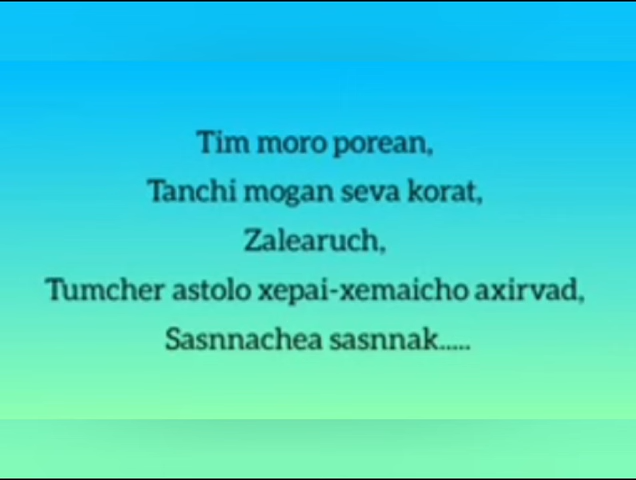 Tim moro porean,
Tanchi mogan seva korat,
Zalearuch,
Tumcher astolo xepai-xemaicho axirvad,
Sasnnachea sasnnak.....